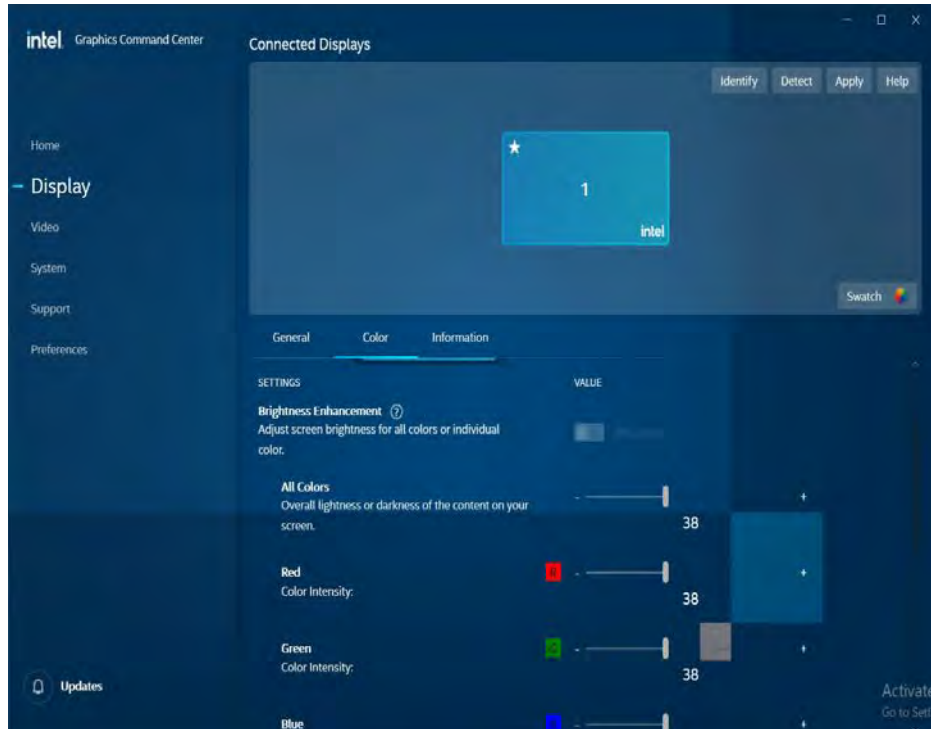 intel Graphics Command Center
Connected Displays
Identify Detect Apply Help
Home
Display
Video
System
Support
Preferences
1
intel
Swatch
General Color Information
SETTINGS VALUE
Brightness Enhancement ?
Adjust screen brightness for all colors or individual
color.
All Colors
Overall lightness or darkness of the content on your
screen.
- +
38
Red
Color Intensity:
R - +
38
Green
Color Intensity:
G - +
38
Blue
- +
Updates
Activate
Go to Sett